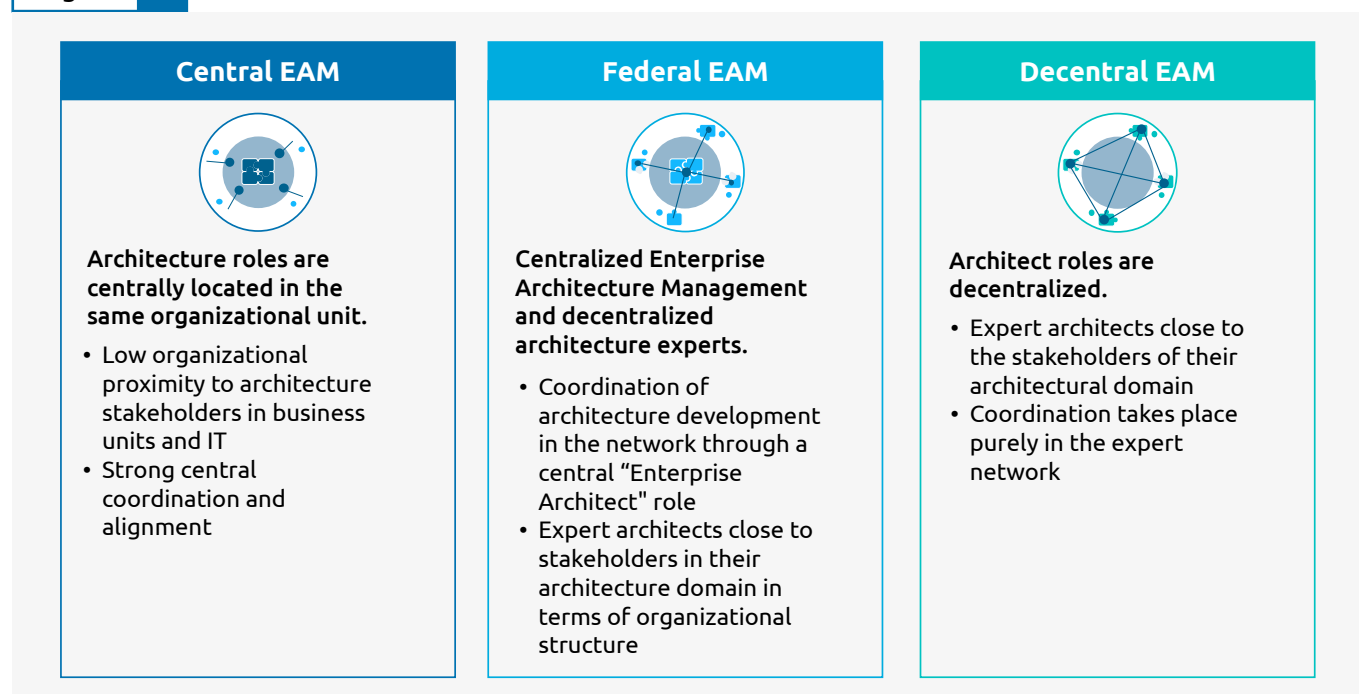 Central EAM
Architecture roles are
centrally located in the
same organizational unit.
• Low organizational
proximity to architecture
stakeholders in business
units and IT
• Strong central
coordination and
alignment
Federal EAM
Centralized Enterprise
Architecture Management
and decentralized
architecture experts.
• Coordination of
architecture development
in the network through a
central “Enterprise
Architect" role
• Expert architects close to
stakeholders in their
architecture domain in
terms of organizational
structure
Decentral EAM
Architect roles are
decentralized.
• Expert architects close to
the stakeholders of their
architectural domain
• Coordination takes place
purely in the expert
network